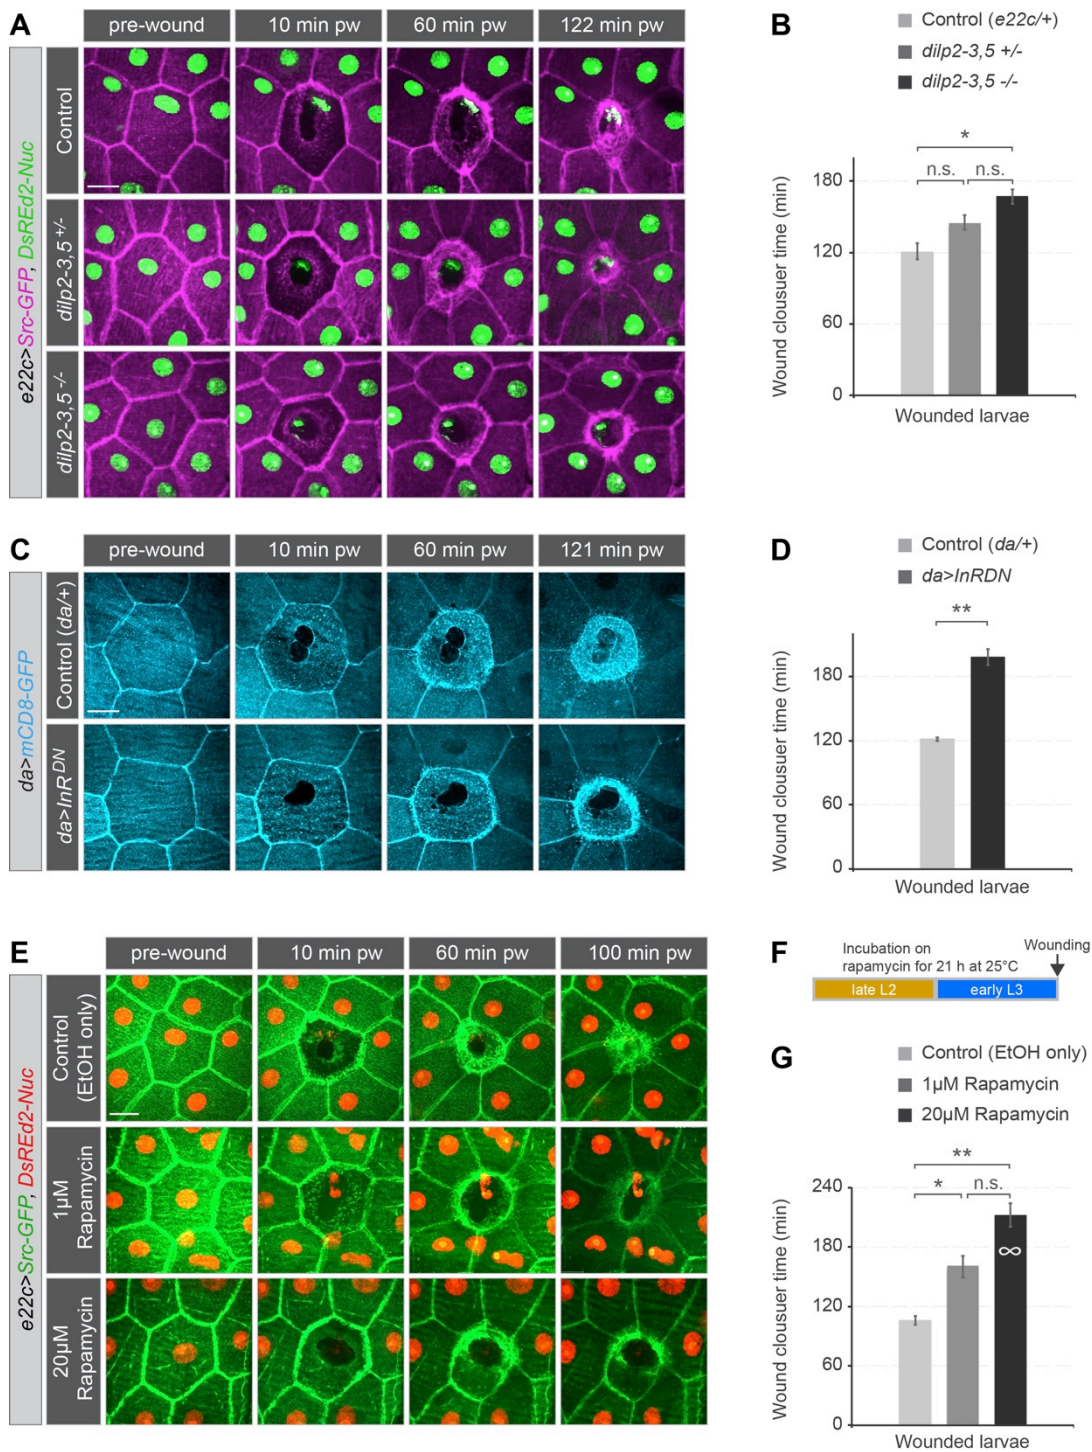 A
pre-wound
10 min pw
60 min pw
122 min pw
e22c>Src-GFP, DsREd2-Nuc
Control
dilp2-3,5 +/-
dilp2-3,5 -/-
B
Control (e22c/+)
dilp2-3,5 +/-
dilp2-3,5 -/-
*
n.s.
n.s.
Wound clousuer time (min)
180
120
60
0
Wounded larvae
C
pre-wound
10 min pw
60 min pw
121 min pw
da>mCD8-GFP
Control (da/+)
da>InR DN
D
Control (da/+)
da>InRDN
**
Wound clousuer time (min)
180
120
60
0
Wounded larvae
E
pre-wound
10 min pw
60 min pw
100 min pw
e22c>Src-GFP, DsREd2-Nuc
Control
(EtOH only)
1µM
Rapamycin
20µM
Rapamycin
F
Wounding
Incubation on
rapamycin for 21 h at 25°C
late L2
early L3
G
Control (EtOH only)
1µM Rapamycin
20µM Rapamycin
**
*
n.s.
Wound clousuer time (min)
240
180
120
60
0
∞
Wounded larvae